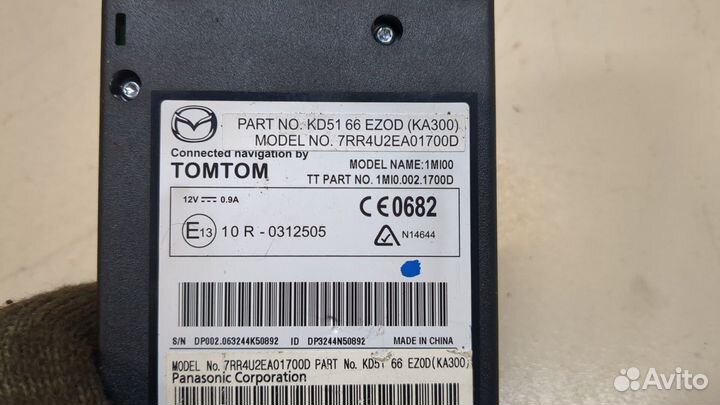 PART NO. KD51 66 EZ0D (KA300)
MODEL NO. 7RR4U2EA01700D
Connected navigation by
TOMTOM
MODEL NAME:1MI00
TT PART NO. 1MI0.002.1700D
12V 0.9A
CE0682
E13 10 R - 0312505
N14644
S/N DP002.063244K50892 ID DP3244N50892 MADE IN CHINA
MODEL No. 7RR4U2EA01700D PART No. KD51 66 EZ0D(KA300)
Panasonic Corporation
Avito